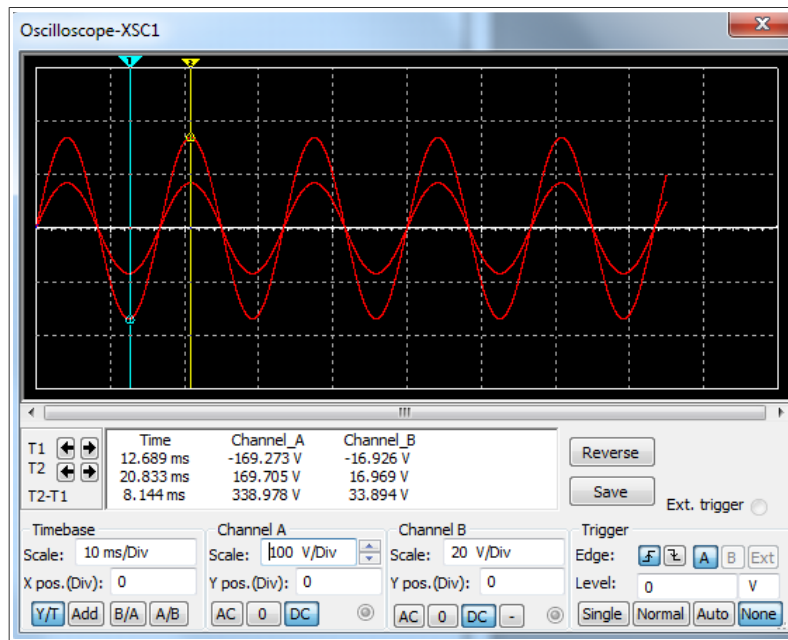 Oscilloscope-XSC1
x
1 2
T1
T2
T2-T1
Time Channel_A Channel_B
12.689 ms -169.273 V -16.926 V
20.833 ms 169.705 V 16.969 V
8.144 ms 338.978 V 33.894 V
Reverse
Save
Ext. trigger
Timebase
Scale: 10 ms/Div
X pos.(Div): 0
Y/T Add B/A A/B
Channel A
Scale: 100 V/Div
Y pos.(Div): 0
AC 0 DC
Channel B
Scale: 20 V/Div
Y pos.(Div): 0
AC 0 DC -
Trigger
Edge: A B Ext
Level: 0 V
Single Normal Auto None